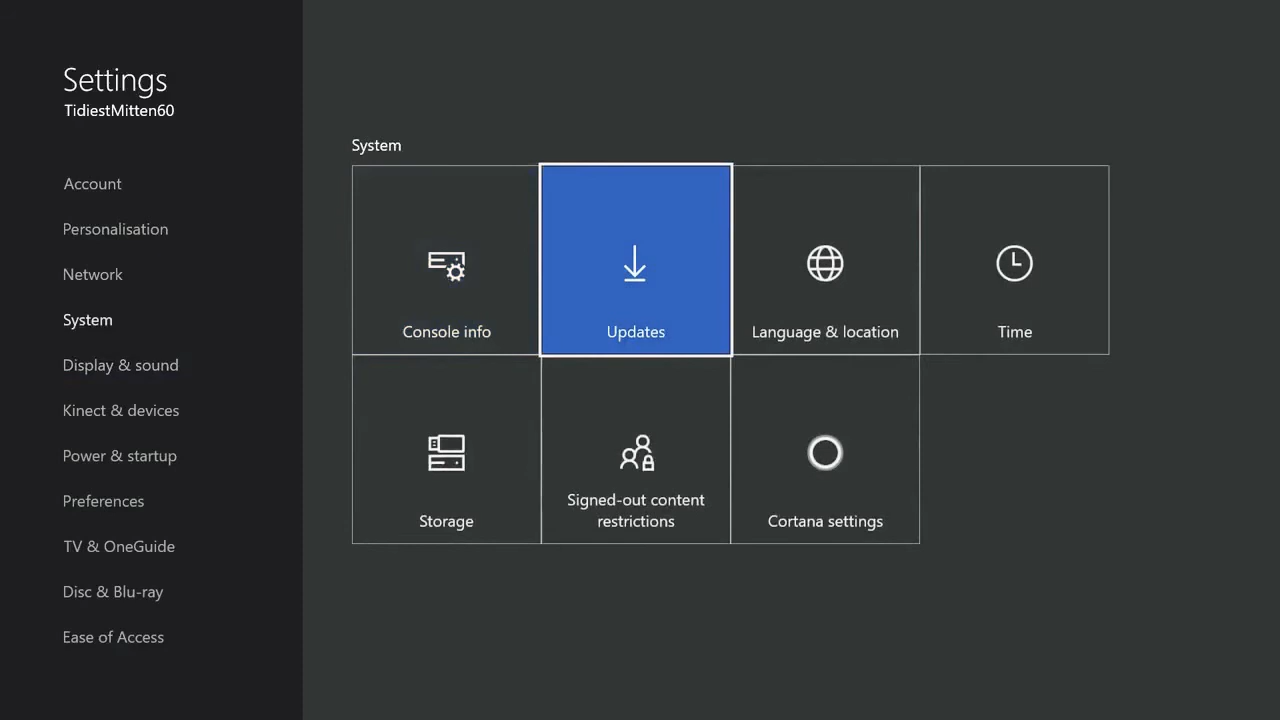 Settings
TidiestMitten60
Account
Personalisation
Network
System
Display & sound
Kinect & devices
Power & startup
Preferences
TV & OneGuide
Disc & Blu-ray
Ease of Access
System
Console info
Updates
Language & location
Time
Storage
Signed-out content
restrictions
Cortana settings